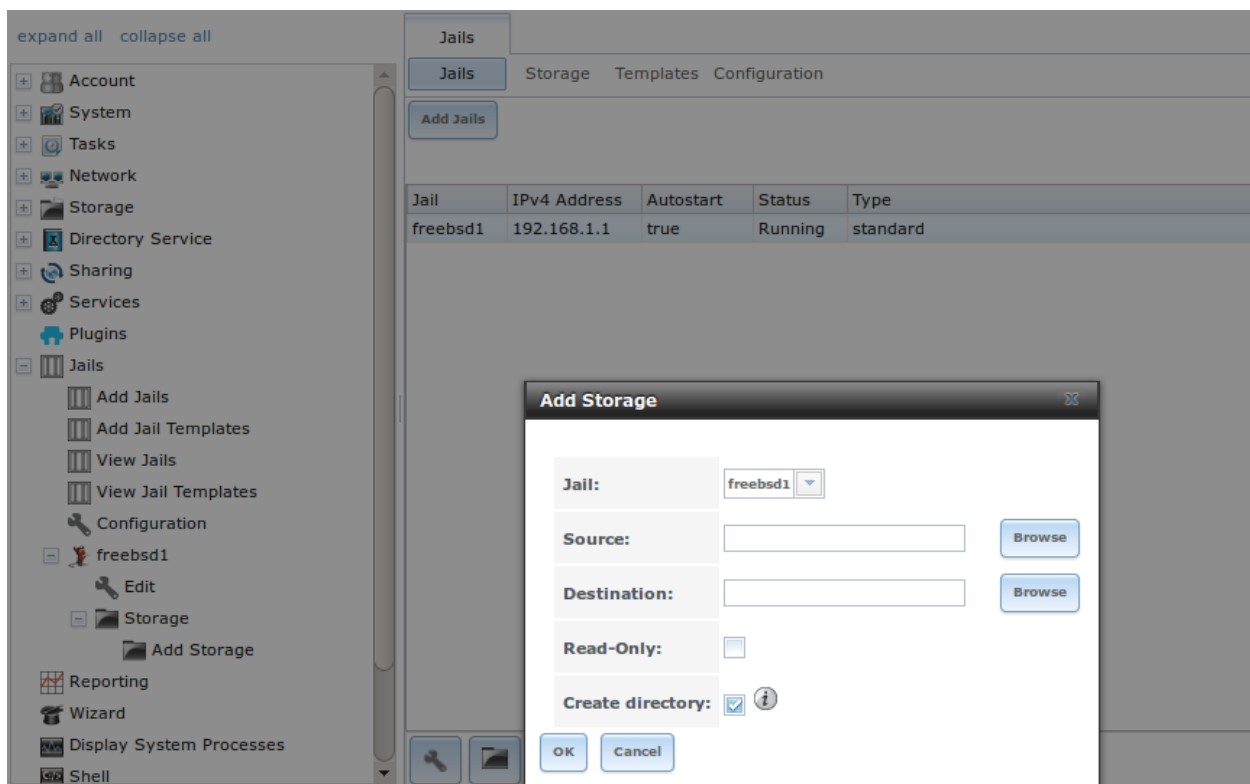 expand all collapse all
Account
System
Tasks
Network
Storage
Directory Service
Sharing
Services
Plugins
Jails
Add Jails
Add Jail Templates
View Jails
View Jail Templates
Configuration
freebsd1
Edit
Storage
Add Storage
Reporting
Wizard
Display System Processes
Shell
Jails
Jails Storage Templates Configuration
Add Jails
Jail IPv4 Address Autostart Status Type
freebsd1 192.168.1.1 true Running standard
Add Storage
Jail: freebsd1
Source: Browse
Destination: Browse
Read-Only:
Create directory:
OK Cancel